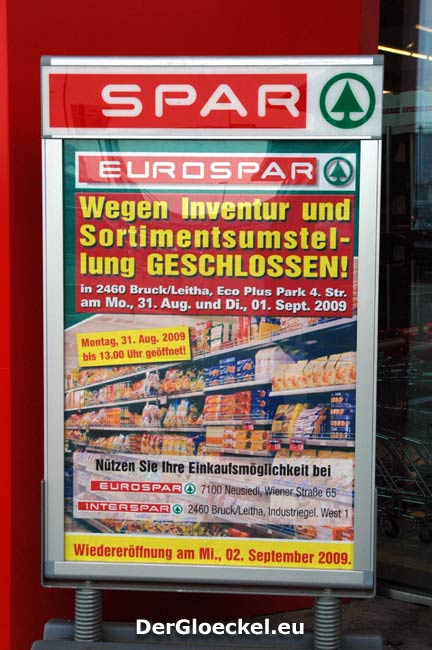 SPAR
EUROSPAR
Wegen Inventur und
Sortimentsumstel-
lung GESCHLOSSEN!
in 2460 Bruck/Leitha, Eco Plus Park 4. Str.
am Mo., 31. Aug. und Di., 01. Sept. 2009
Montag, 31. Aug. 2009
bis 13.00 Uhr geöffnet!
Nützen Sie Ihre Einkaufsmöglichkeit bei
EUROSPAR 7100 Neusiedl, Wiener Straße 65
INTERSPAR 2460 Bruck/Leitha, Industriegel. West 1
Wiedereröffnung am Mi., 02. September 2009.
DerGloeckel.eu